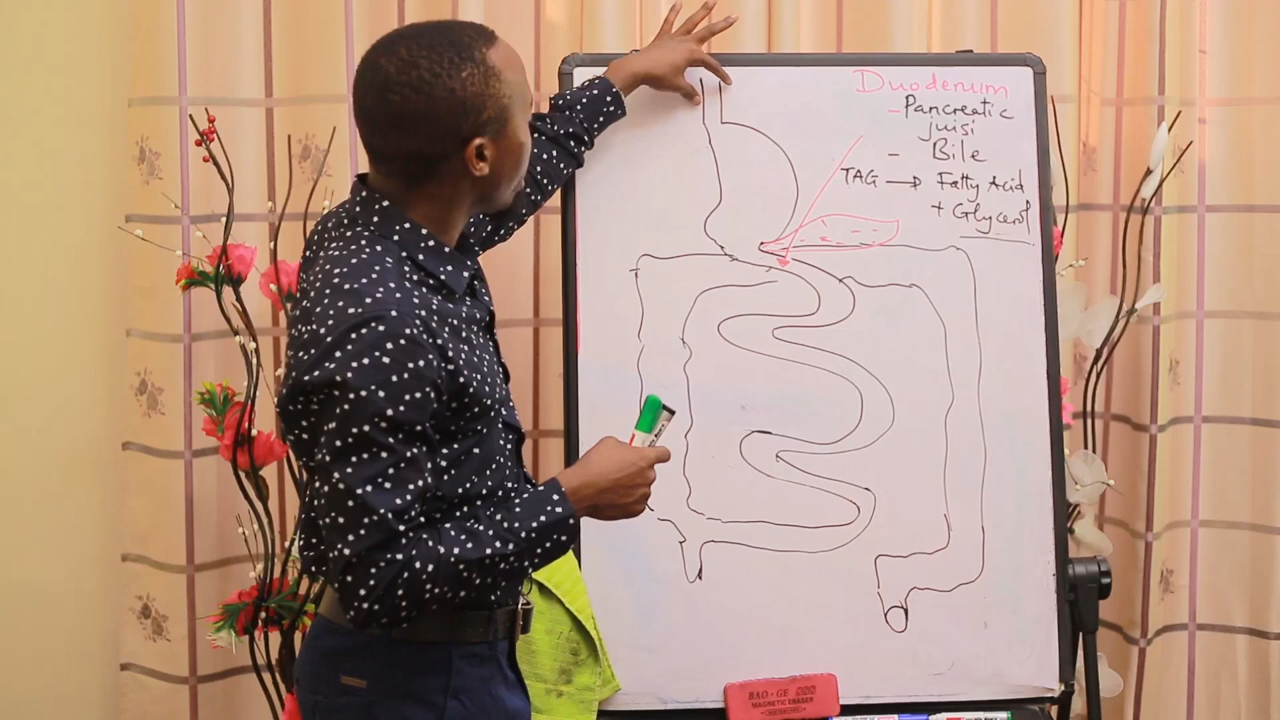 Duodenum
- Pancreatic
juisi
- Bile
TAG → Fatty Acid
+ Glycerol
BAO·GE
MAGNETIC ERASER